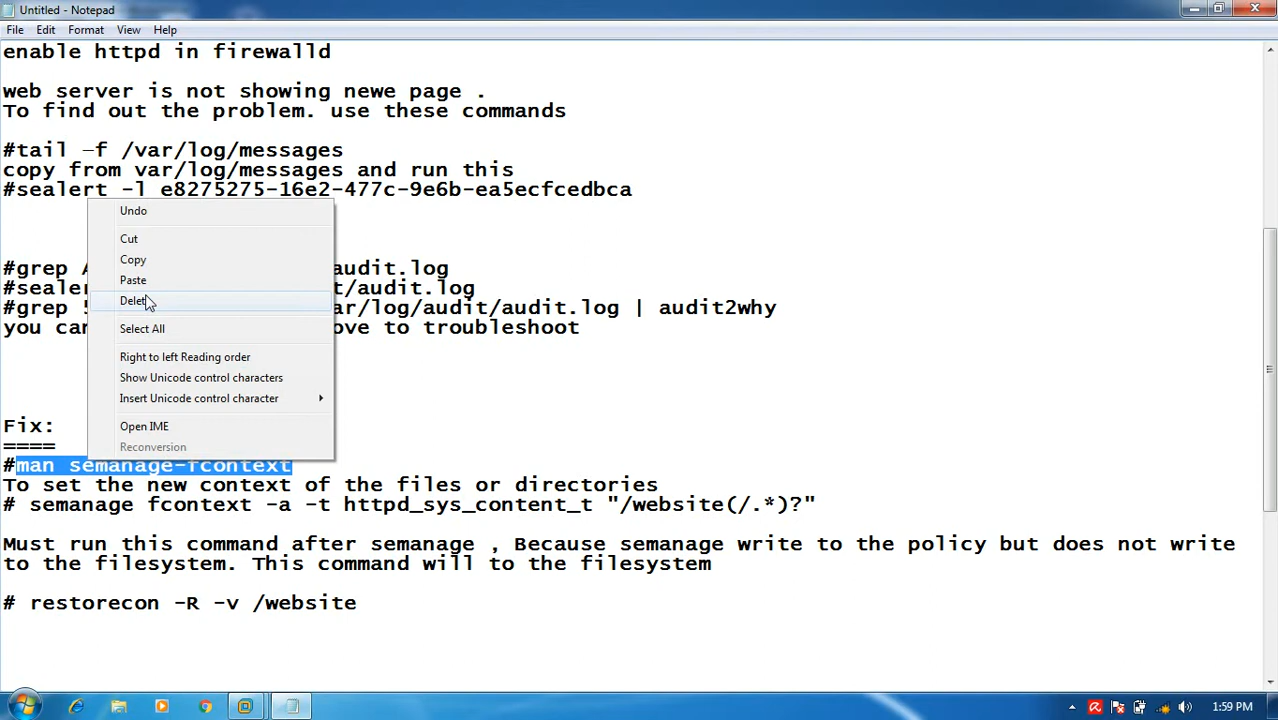 Untitled - Notepad
File Edit Format View Help
enable httpd in firewalld
web server is not showing newe page .
To find out the problem. use these commands
#tail –f /var/log/messages
copy from var/log/messages and run this
#sealert -l e8275275-16e2-477c-9e6b-ea5ecfcedbca
Undo
Cut
Copy
Paste
Delet
Select All
Right to left Reading order
Show Unicode control characters
Insert Unicode control character
Open IME
Reconversion
#grep audit.log
#sealer t/audit.log
#grep var/log/audit/audit.log | audit2why
you can ove to troubleshoot
Fix:
====
#man semanage-fcontext
To set the new context of the files or directories
# semanage fcontext -a -t httpd_sys_content_t "/website(/.*)?"
Must run this command after semanage , Because semanage write to the policy but does not write
to the filesystem. This command will to the filesystem
# restorecon -R -v /website
1:59 PM